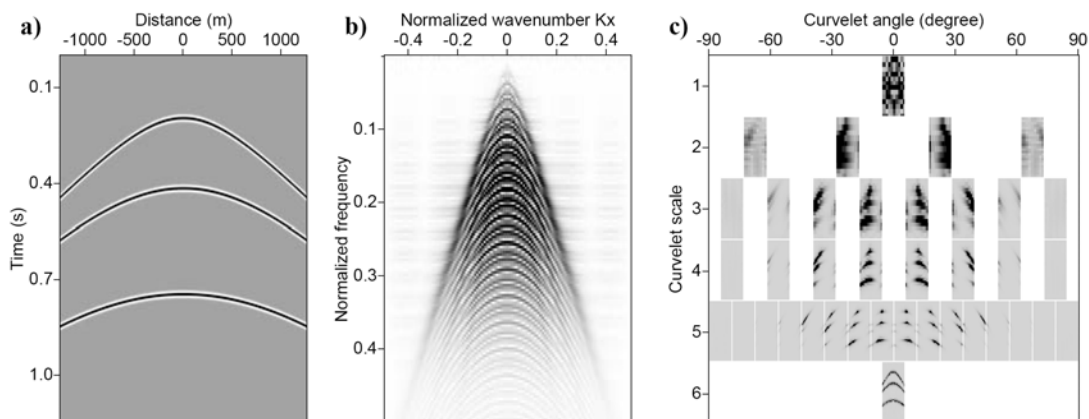 a)
Distance (m)
-1000 -500 0 500 1000
Time (s)
0.1
0.4
0.7
1.0
b)
Normalized wavenumber Kx
-0.4 -0.2 0 0.2 0.4
Normalized frequency
0.1
0.2
0.3
0.4
c)
Curvelet angle (degree)
-90 -60 -30 0 30 60 90
Curvelet scale
1
2
3
4
5
6